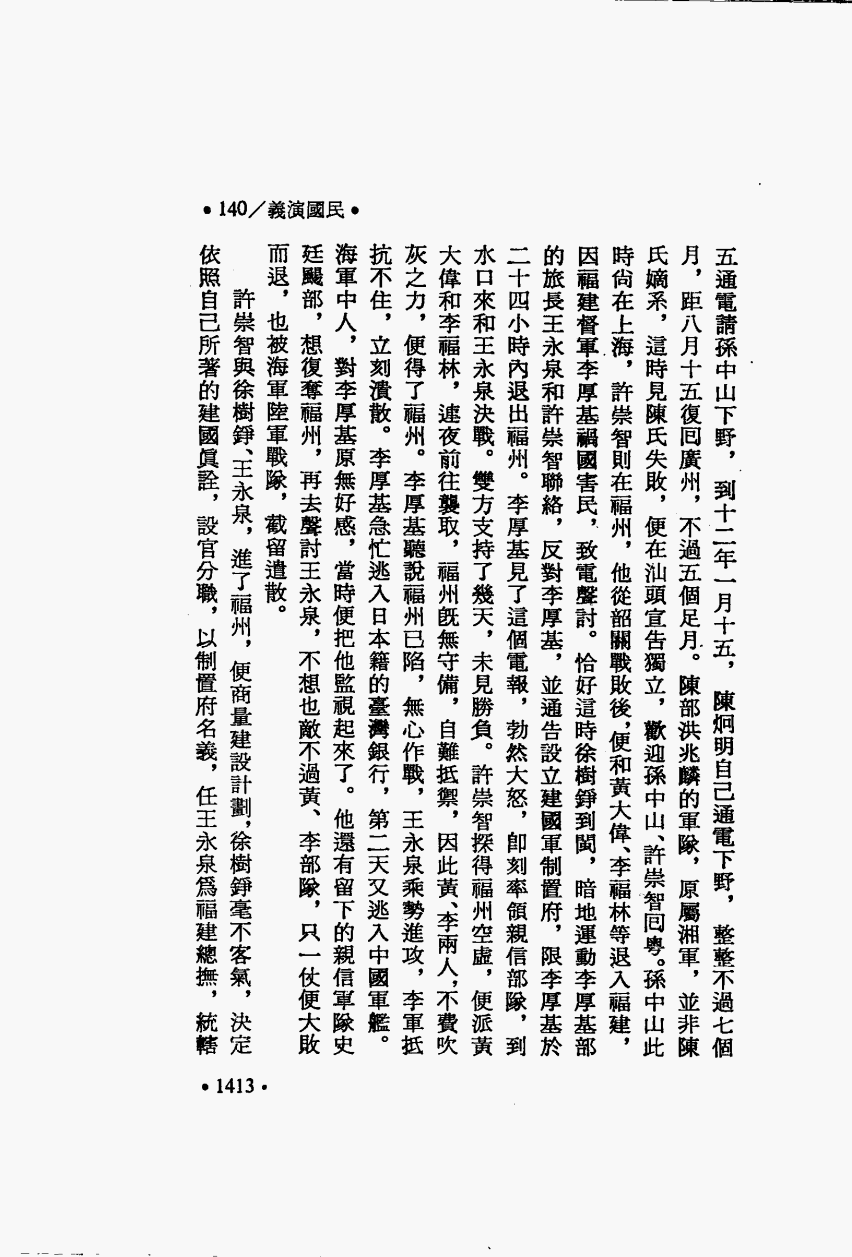 •140／義演國民•
五通電請孫中山下野，到十二年一月十五，陳炯明自己通電下野，整整不過七個
月，距八月十五復囘廣州，不過五個足月。陳部洪兆麟的軍隊，原屬湘軍，並非陳
氏嫡系，這時見陳氏失敗，便在汕頭宣告獨立，歡迎孫中山、許崇智囘粵。孫中山此
時尙在上海，許崇智則在福州，他從韶關戰敗後，便和黃大偉、李福林等退入福建，
因福建督軍李厚基禍國害民，致電聲討。恰好這時徐樹錚到閩，暗地運動李厚基部
的旅長王永泉和許崇智聯絡，反對李厚基，並通告設立建國軍制置府，限李厚基於
二十四小時內退出福州。李厚基見了這個電報，勃然大怒，卽刻率領親信部隊，到
水口來和王永泉決戰。雙方支持了幾天，未見勝負。許崇智探得福州空虛，便派黃
大偉和李福林，連夜前往襲取，福州旣無守備，自難抵禦，因此黃、李兩人，不費吹
灰之力，便得了福州。李厚基聽說福州已陷，無心作戰，王永泉乘勢進攻，李軍抵
抗不住，立刻潰散。李厚基急忙逃入日本籍的臺灣銀行，第二天又逃入中國軍艦。
海軍中人，對李厚基原無好感，當時便把他監視起來了。他還有留下的親信軍隊史
廷颺部，想復奪福州，再去聲討王永泉，不想也敵不過黃、李部隊，只一仗便大敗
而退，也被海軍陸軍戰隊，截留遣散。
許崇智與徐樹錚、王永泉，進了福州，便商量建設計劃，徐樹錚毫不客氣，決定
依照自己所著的建國眞詮，設官分職，以制置府名義，任王永泉爲福建總撫，統轄
•1413•